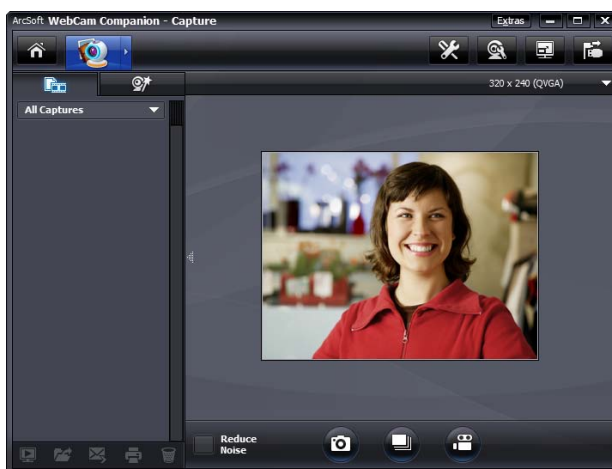 ArcSoft WebCam Companion - Capture
Extras
320 x 240 (QVGA)
All Captures
Reduce
Noise